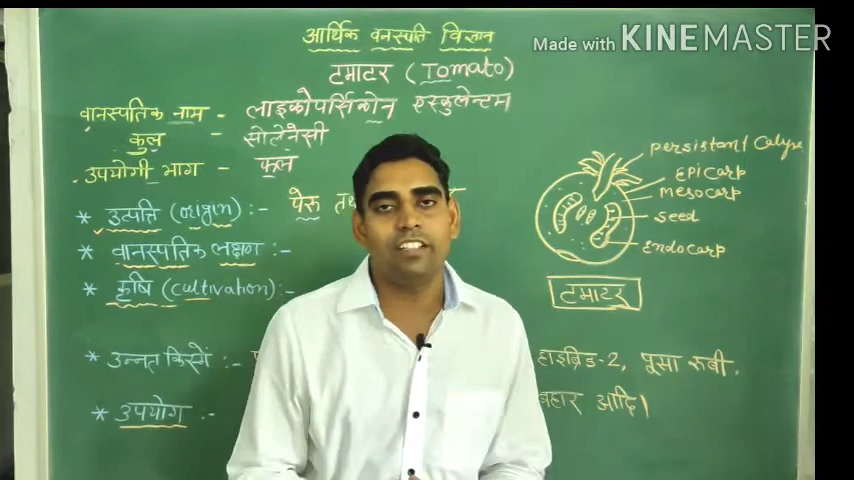 आर्थिक वनस्पति विज्ञान
Made with KINEMASTER
टमाटर (Tomato)
वानस्पतिक नाम - लाइकोपर्सिकोन एस्कुलेन्टम
कुल - सोलेनेसी
उपयोगी भाग - फल
* उत्पति (origin) :- पेरू
* वानस्पतिक लक्षण :-
* कृषि (cultivation) :-
* उन्नत किस्में :- हाइब्रिड-2, पूसा रूबी.
बहार आदि।
* उपयोग :-
persistant Calyx
Epicarp
Mesocarp
seed
Endocarp
टमाटर